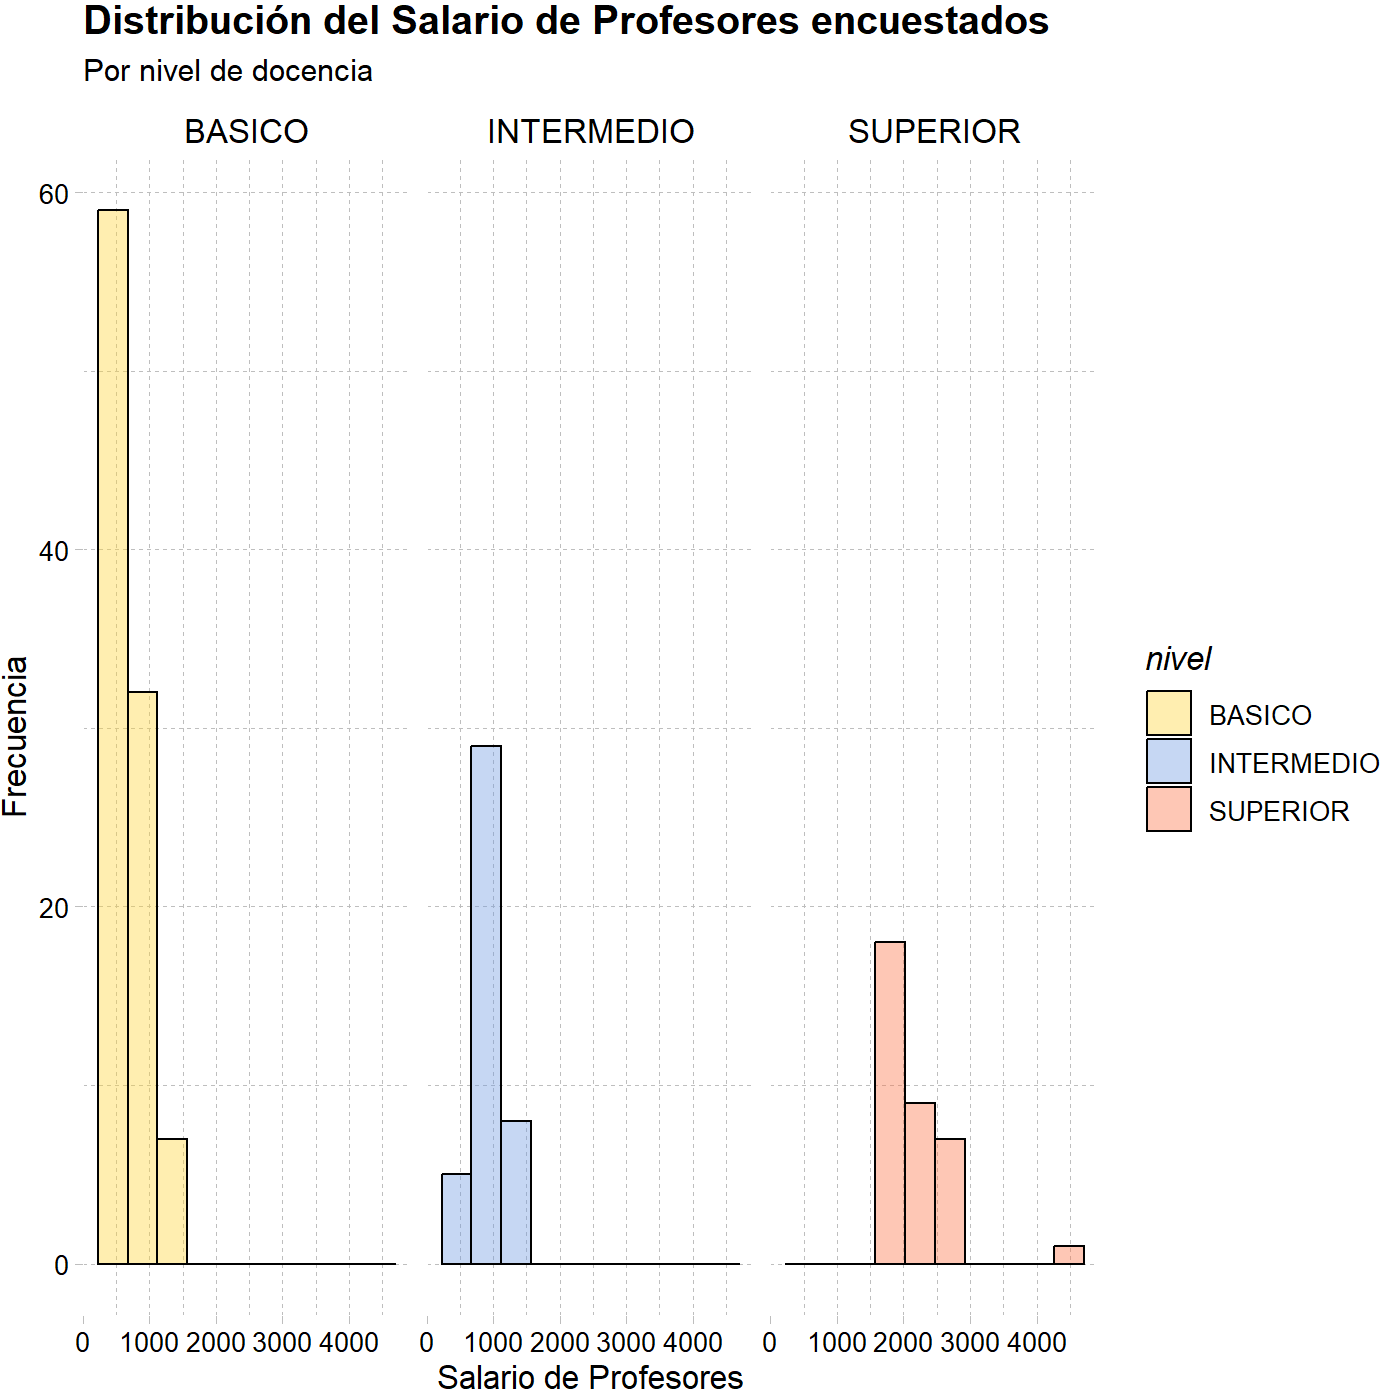 Distribución del Salario de Profesores encuestados
Por nivel de docencia
BASICO INTERMEDIO SUPERIOR
60
40
20
0
Frecuencia
0 1000 2000 3000 4000 0 1000 2000 3000 4000 0 1000 2000 3000 4000
Salario de Profesores
nivel
BASICO
INTERMEDIO
SUPERIOR